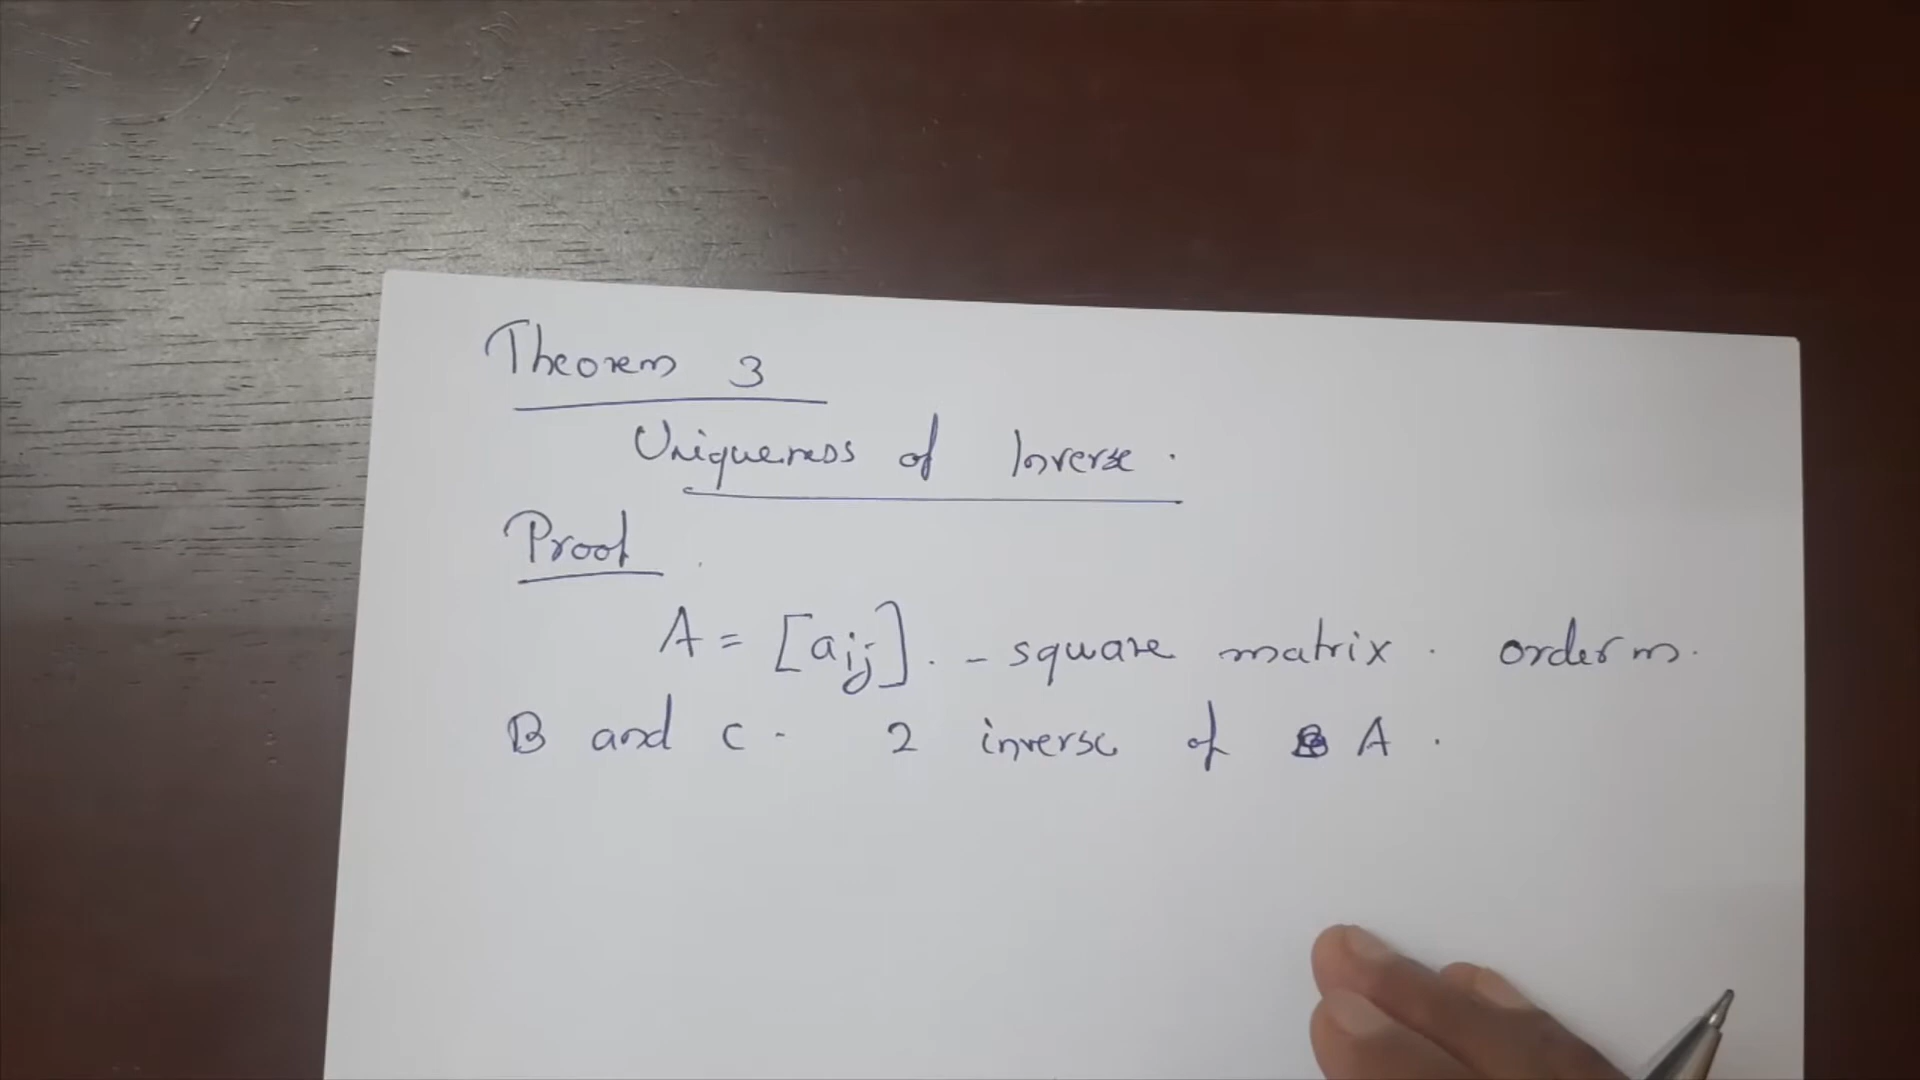 Theorem 3
Uniqueness of Inverse.
Proof
A = [aij]. - square matrix. order m.
B and C. 2 inverse of A.